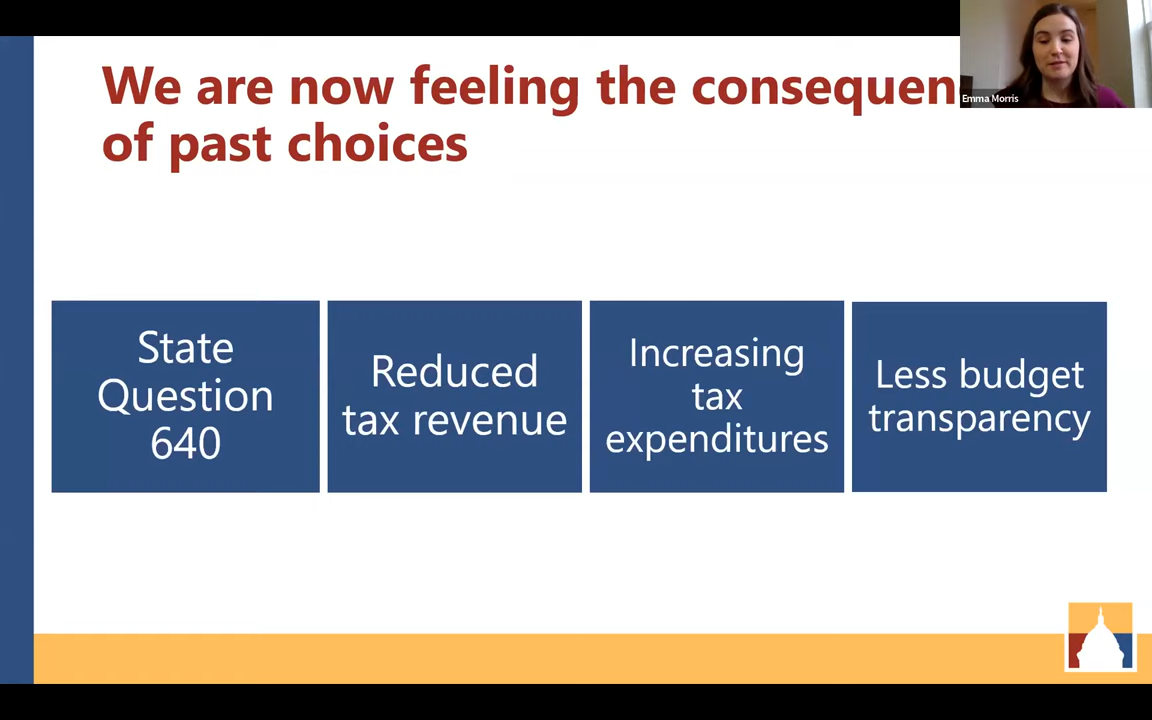 We are now feeling the consequen
of past choices
Emma Morris
State
Question
640
Reduced
tax revenue
Increasing
tax
expenditures
Less budget
transparency